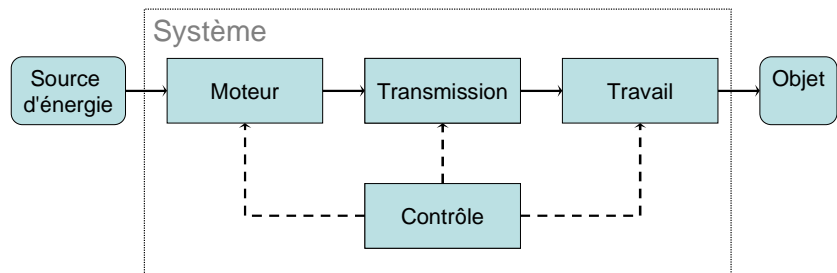 Système
Source
d'énergie
Moteur
Transmission
Travail
Objet
Contrôle